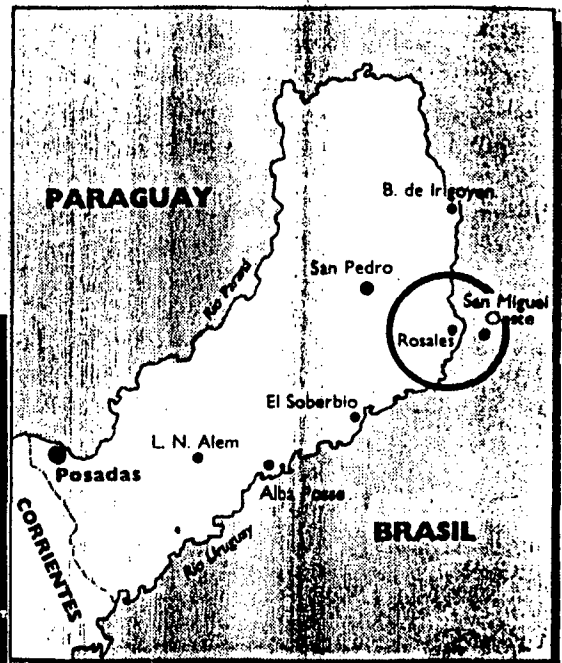 PARAGUAY
B. de Irigoyen
San Pedro
Río Paraná
San Miguel
Oeste
Rosales
El Soberbio
L. N. Alem
Posadas
Alba Posse
CORRIENTES
Río Uruguay
BRASIL